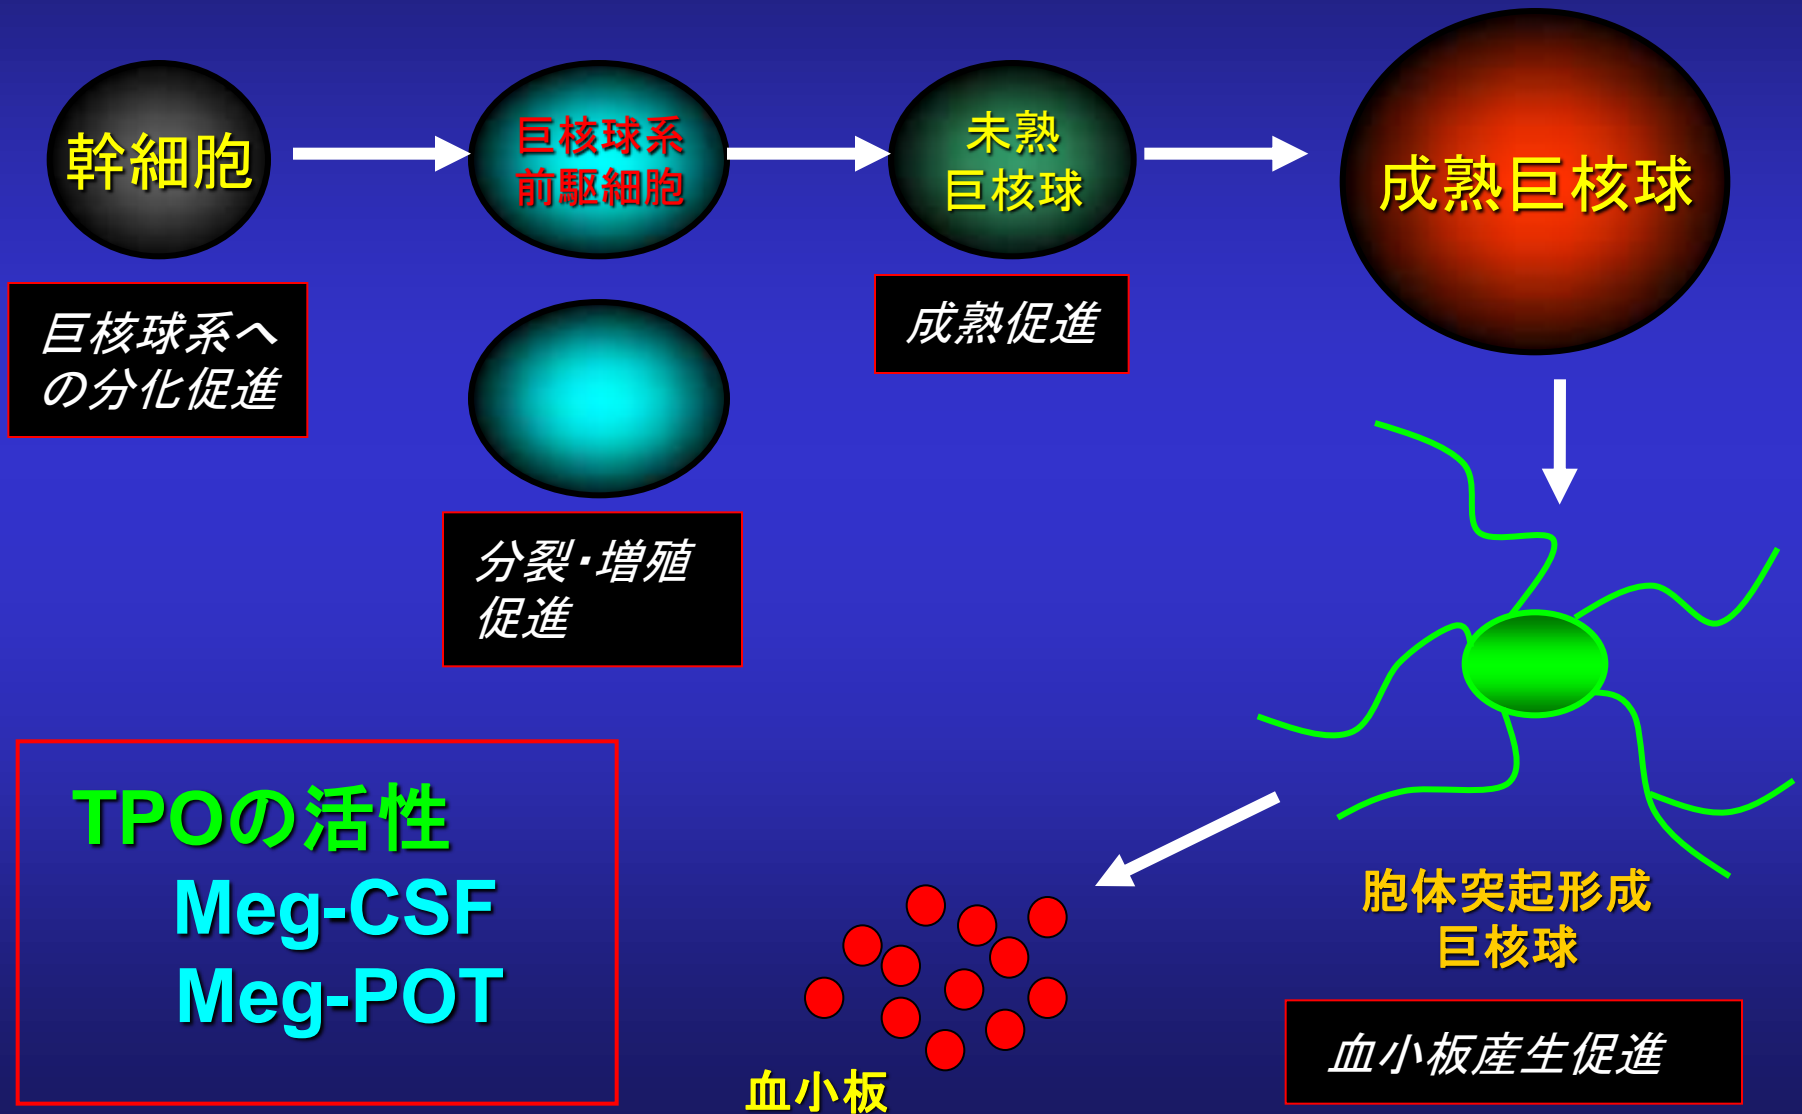 幹細胞
巨核球系
前駆細胞
未熟
巨核球
成熟巨核球
巨核球系へ
の分化促進
成熟促進
分裂・増殖
促進
TPOの活性
Meg-CSF
Meg-POT
胞体突起形成
巨核球
血小板産生促進
血小板